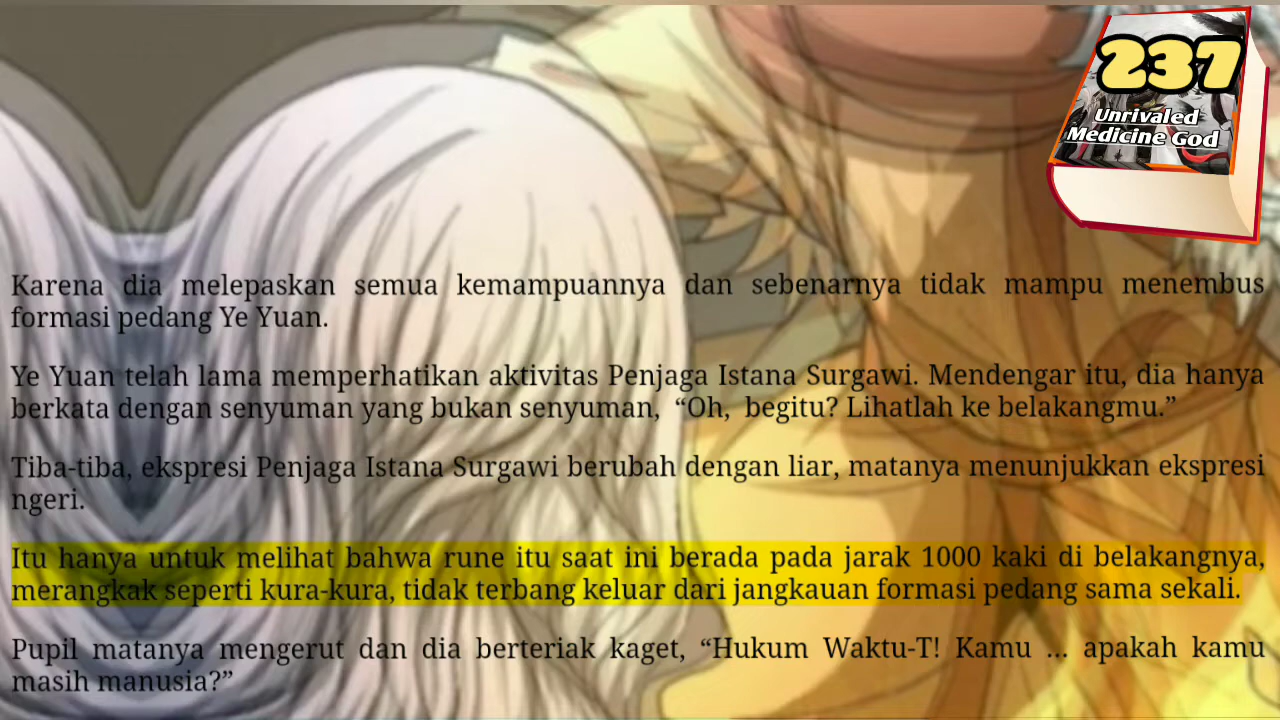 237
Unrivaled
Medicine God
Karena dia melepaskan semua kemampuannya dan sebenarnya tidak mampu menembus
formasi pedang Ye Yuan.
Ye Yuan telah lama memperhatikan aktivitas Penjaga Istana Surgawi. Mendengar itu, dia hanya
berkata dengan senyuman yang bukan senyuman, “Oh, begitu? Lihatlah ke belakangmu.”
Tiba-tiba, ekspresi Penjaga Istana Surgawi berubah dengan liar, matanya menunjukkan ekspresi
ngeri.
Itu hanya untuk melihat bahwa rune itu saat ini berada pada jarak 1000 kaki di belakangnya,
merangkak seperti kura-kura, tidak terbang keluar dari jangkauan formasi pedang sama sekali.
Pupil matanya mengerut dan dia berteriak kaget, “Hukum Waktu-T! Kamu ... apakah kamu
masih manusia?”